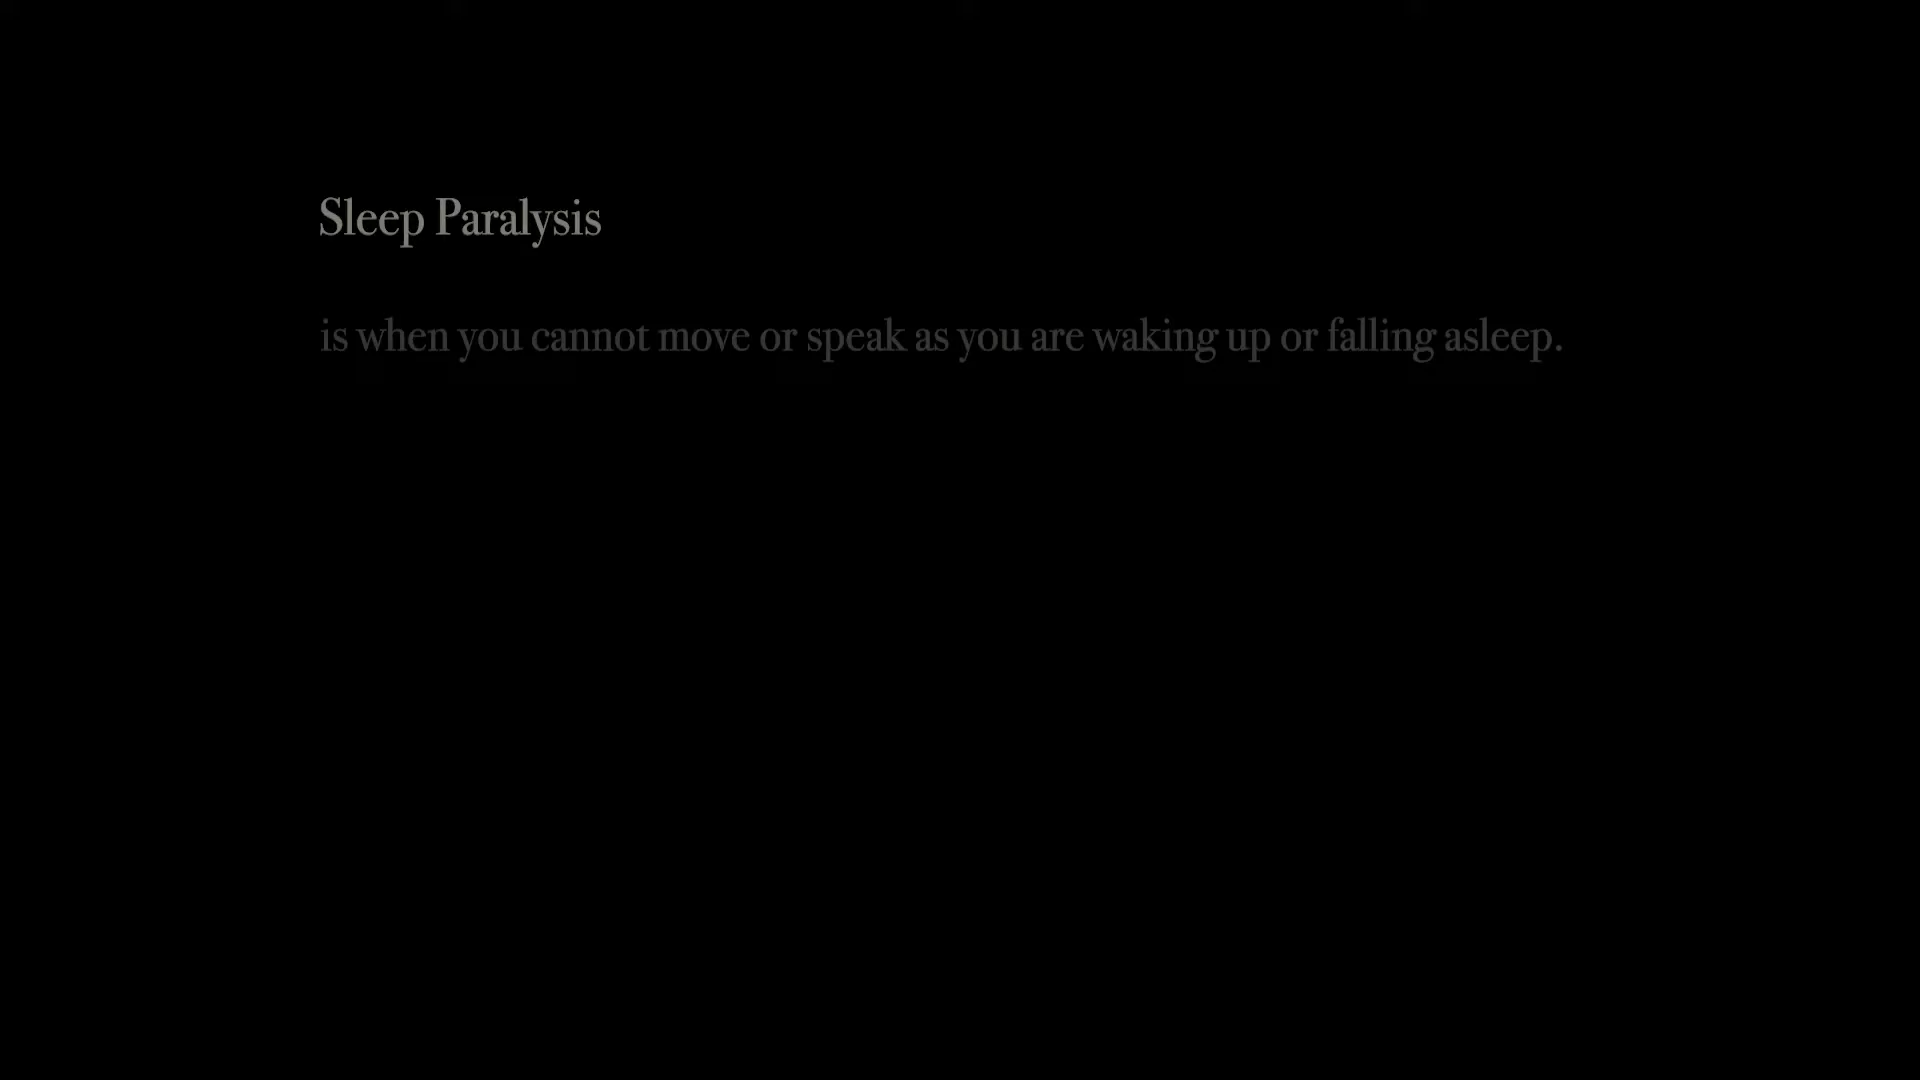 Sleep Paralysis
is when you cannot move or speak as you are waking up or falling asleep.